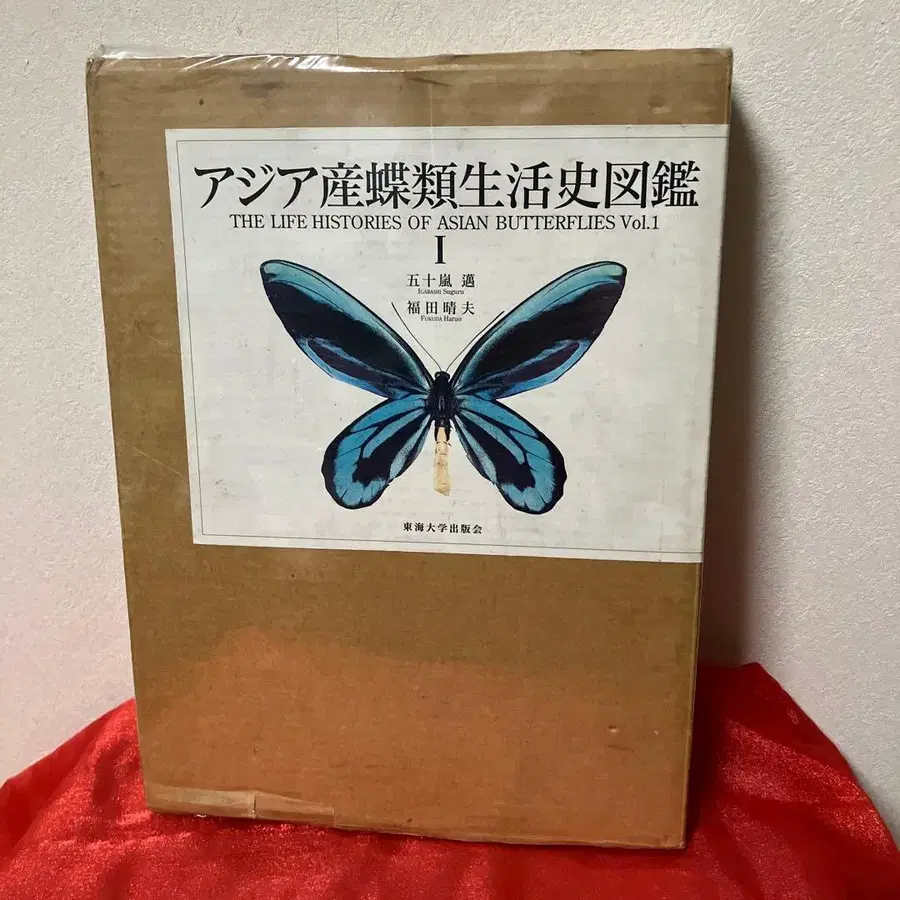 アジア産蝶類生活史図鑑
THE LIFE HISTORIES OF ASIAN BUTTERFLIES Vol.1
I
五十嵐 邁
IGARASHI Suguru
福田晴夫
FUKUDA Haruo
東海大学出版会